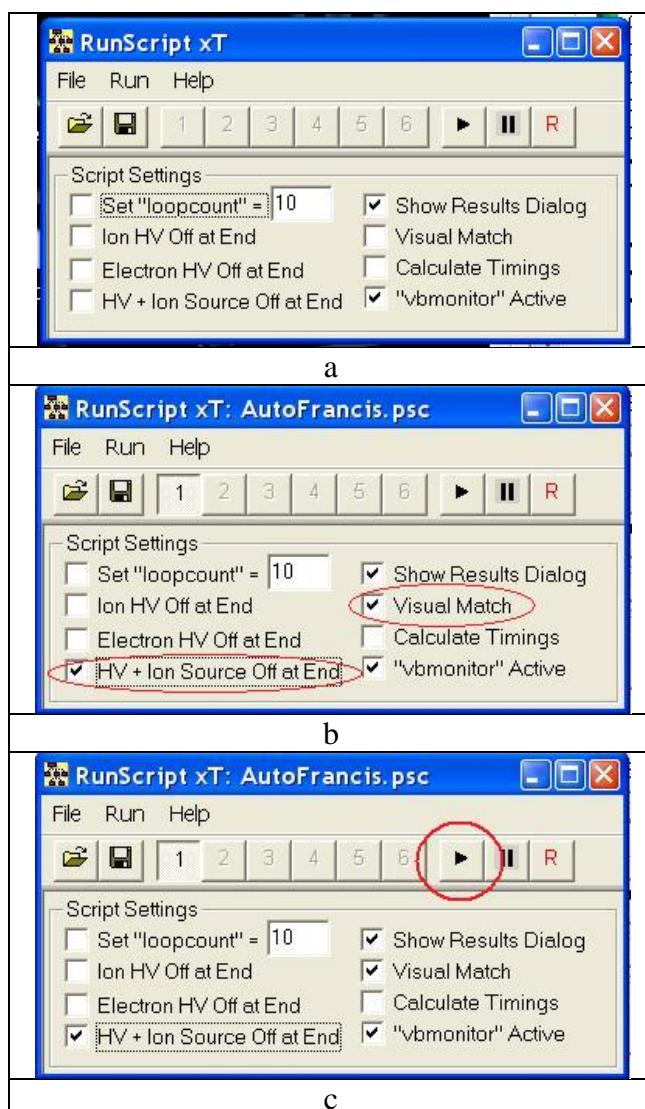 RunScript xT
File Run Help
1 2 3 4 5 6 R
Script Settings
Set "loopcount" = 10 Show Results Dialog
Ion HV Off at End Visual Match
Electron HV Off at End Calculate Timings
HV + Ion Source Off at End "vbmonitor" Active
a
RunScript xT: AutoFrancis.psc
File Run Help
1 2 3 4 5 6 R
Script Settings
Set "loopcount" = 10 Show Results Dialog
Ion HV Off at End Visual Match
Electron HV Off at End Calculate Timings
HV + Ion Source Off at End "vbmonitor" Active
b
RunScript xT: AutoFrancis.psc
File Run Help
1 2 3 4 5 6 R
Script Settings
Set "loopcount" = 10 Show Results Dialog
Ion HV Off at End Visual Match
Electron HV Off at End Calculate Timings
HV + Ion Source Off at End "vbmonitor" Active
c